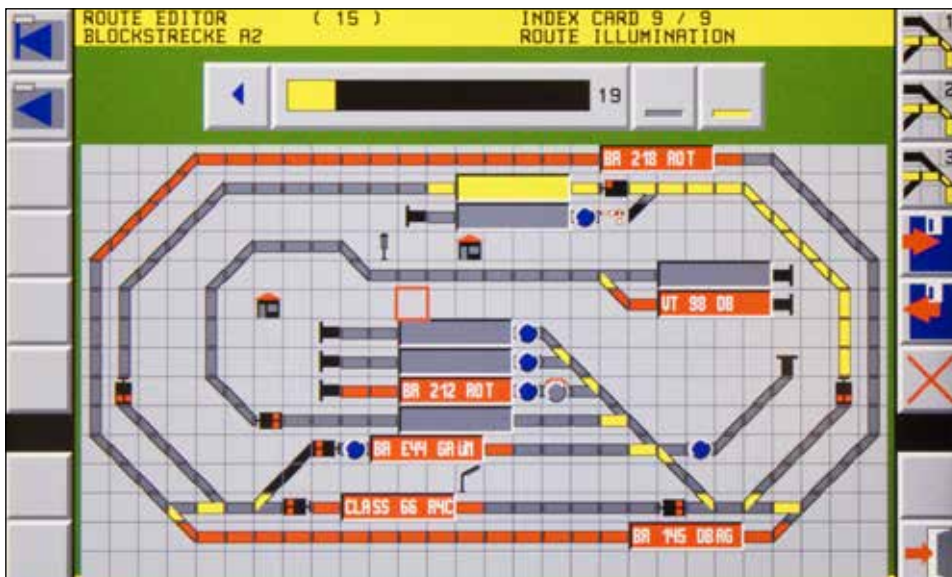 ROUTE EDITOR ( 15 ) INDEX CARD 9 / 9
BLOCKSTRECKE A2 ROUTE ILLUMINATION
19
1
2
3
BR 218 ROT
VT 98 DB
BR 212 ROT
BR E44 GRÜN
CLASS 66 R4C
BR 145 DBAG